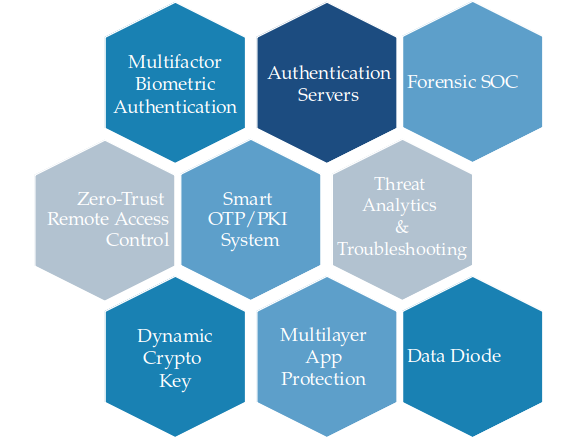 Multifactor
Biometric
Authentication
Authentication
Servers
Forensic SOC
Zero-Trust
Remote Access
Control
Smart
OTP/PKI
System
Threat
Analytics
&
Troubleshooting
Dynamic
Crypto
Key
Multilayer
App
Protection
Data Diode